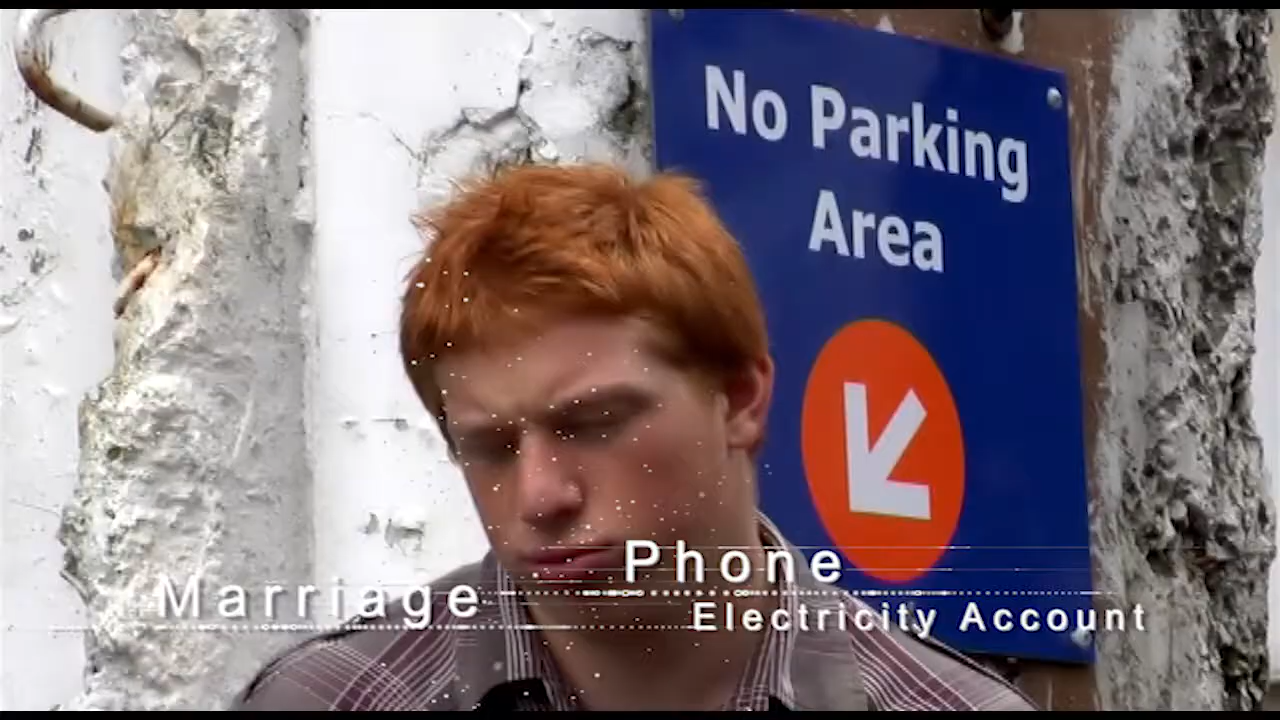 No Parking
Area
Phone
Marriage
Electricity Account